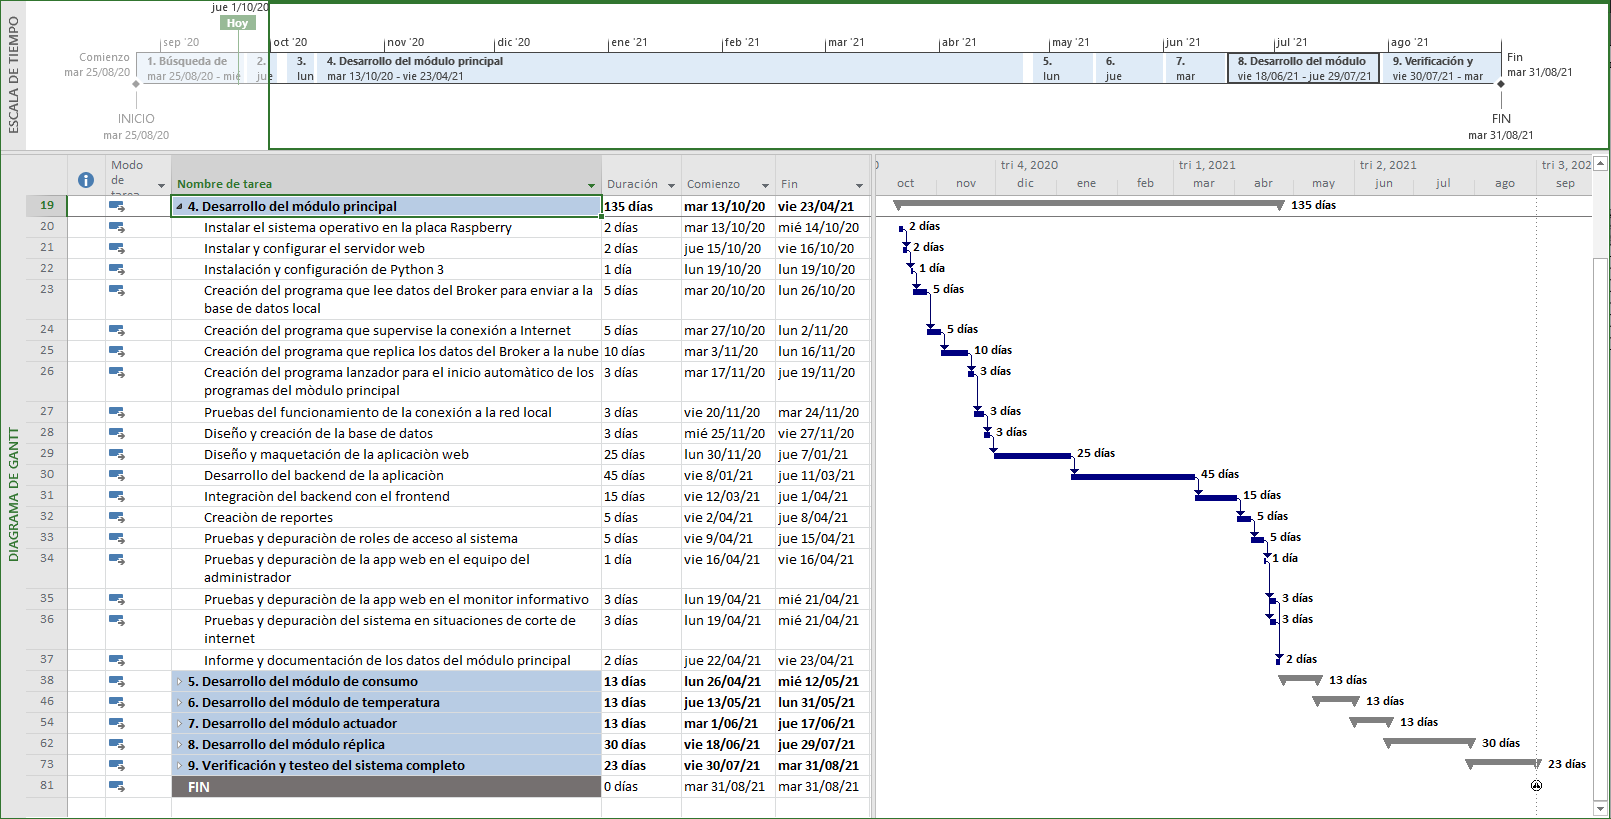 ESCALA DE TIEMPO
jue 1/10/20
Hoy
sep '20
oct '20
nov '20
dic '20
ene '21
feb '21
mar '21
abr '21
may '21
jun '21
jul '21
ago '21
Comienzo
mar 25/08/20
1. Búsqueda de
mar 25/08/20 - mié
2.
jue
3.
lun
4. Desarrollo del módulo principal
mar 13/10/20 - vie 23/04/21
5.
lun
6.
jue
7.
mar
8. Desarrollo del módulo
vie 18/06/21 - jue 29/07/21
9. Verificación y
vie 30/07/21 - mar
Fin
mar 31/08/21
INICIO
mar 25/08/20
FIN
mar 31/08/21
DIAGRAMA DE GANTT
Modo de tarea Nombre de tarea Duración Comienzo Fin
tri 4, 2020 tri 1, 2021 tri 2, 2021 tri 3, 202
oct nov dic ene feb mar abr may jun jul ago sep
19 4. Desarrollo del módulo principal 135 días mar 13/10/20 vie 23/04/21 135 días
20 Instalar el sistema operativo en la placa Raspberry 2 días mar 13/10/20 mié 14/10/20 2 días
21 Instalar y configurar el servidor web 2 días jue 15/10/20 vie 16/10/20 2 días
22 Instalación y configuración de Python 3 1 día lun 19/10/20 lun 19/10/20 1 día
23 Creación del programa que lee datos del Broker para enviar a la 5 días mar 20/10/20 lun 26/10/20 5 días
base de datos local
24 Creación del programa que supervise la conexión a Internet 5 días mar 27/10/20 lun 2/11/20 5 días
25 Creación del programa que replica los datos del Broker a la nube 10 días mar 3/11/20 lun 16/11/20 10 días
26 Creación del programa lanzador para el inicio automàtico de los 3 días mar 17/11/20 jue 19/11/20 3 días
programas del mòdulo principal
27 Pruebas del funcionamiento de la conexión a la red local 3 días vie 20/11/20 mar 24/11/20 3 días
28 Diseño y creación de la base de datos 3 días mié 25/11/20 vie 27/11/20 3 días
29 Diseño y maquetación de la aplicaciòn web 25 días lun 30/11/20 jue 7/01/21 25 días
30 Desarrollo del backend de la aplicaciòn 45 días vie 8/01/21 jue 11/03/21 45 días
31 Integraciòn del backend con el frontend 15 días vie 12/03/21 jue 1/04/21 15 días
32 Creaciòn de reportes 5 días vie 2/04/21 jue 8/04/21 5 días
33 Pruebas y depuraciòn de roles de acceso al sistema 5 días vie 9/04/21 jue 15/04/21 5 días
34 Pruebas y depuraciòn de la app web en el equipo del 1 día vie 16/04/21 vie 16/04/21 1 día
administrador
35 Pruebas y depuraciòn de la app web en el monitor informativo 3 días lun 19/04/21 mié 21/04/21 3 días
36 Pruebas y depuraciòn del sistema en situaciones de corte de 3 días lun 19/04/21 mié 21/04/21 3 días
internet
37 Informe y documentación de los datos del módulo principal 2 días jue 22/04/21 vie 23/04/21 2 días
38 5. Desarrollo del módulo de consumo 13 días lun 26/04/21 mié 12/05/21 13 días
46 6. Desarrollo del módulo de temperatura 13 días jue 13/05/21 lun 31/05/21 13 días
54 7. Desarrollo del módulo actuador 13 días mar 1/06/21 jue 17/06/21 13 días
62 8. Desarrollo del módulo réplica 30 días vie 18/06/21 jue 29/07/21 30 días
73 9. Verificación y testeo del sistema completo 23 días vie 30/07/21 mar 31/08/21 23 días
81 FIN 0 días mar 31/08/21 mar 31/08/21